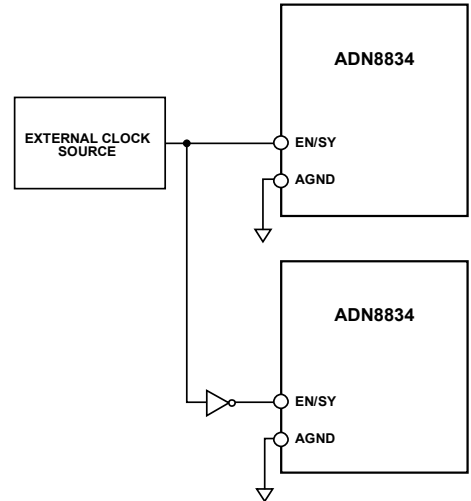 ADN8834
EXTERNAL CLOCK
SOURCE
EN/SY
AGND
ADN8834
EN/SY
AGND